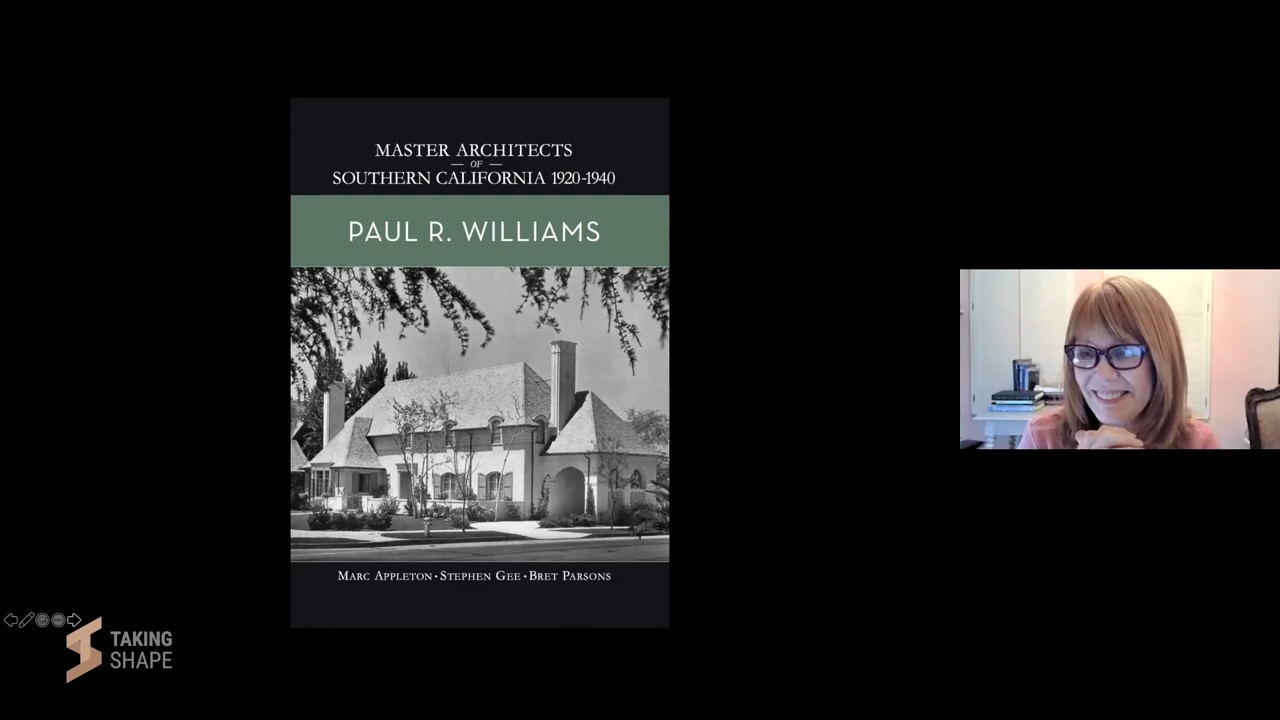 MASTER ARCHITECTS
OF
SOUTHERN CALIFORNIA 1920-1940
PAUL R. WILLIAMS
MARC APPLETON • STEPHEN GEE • BRET PARSONS
TAKING
SHAPE